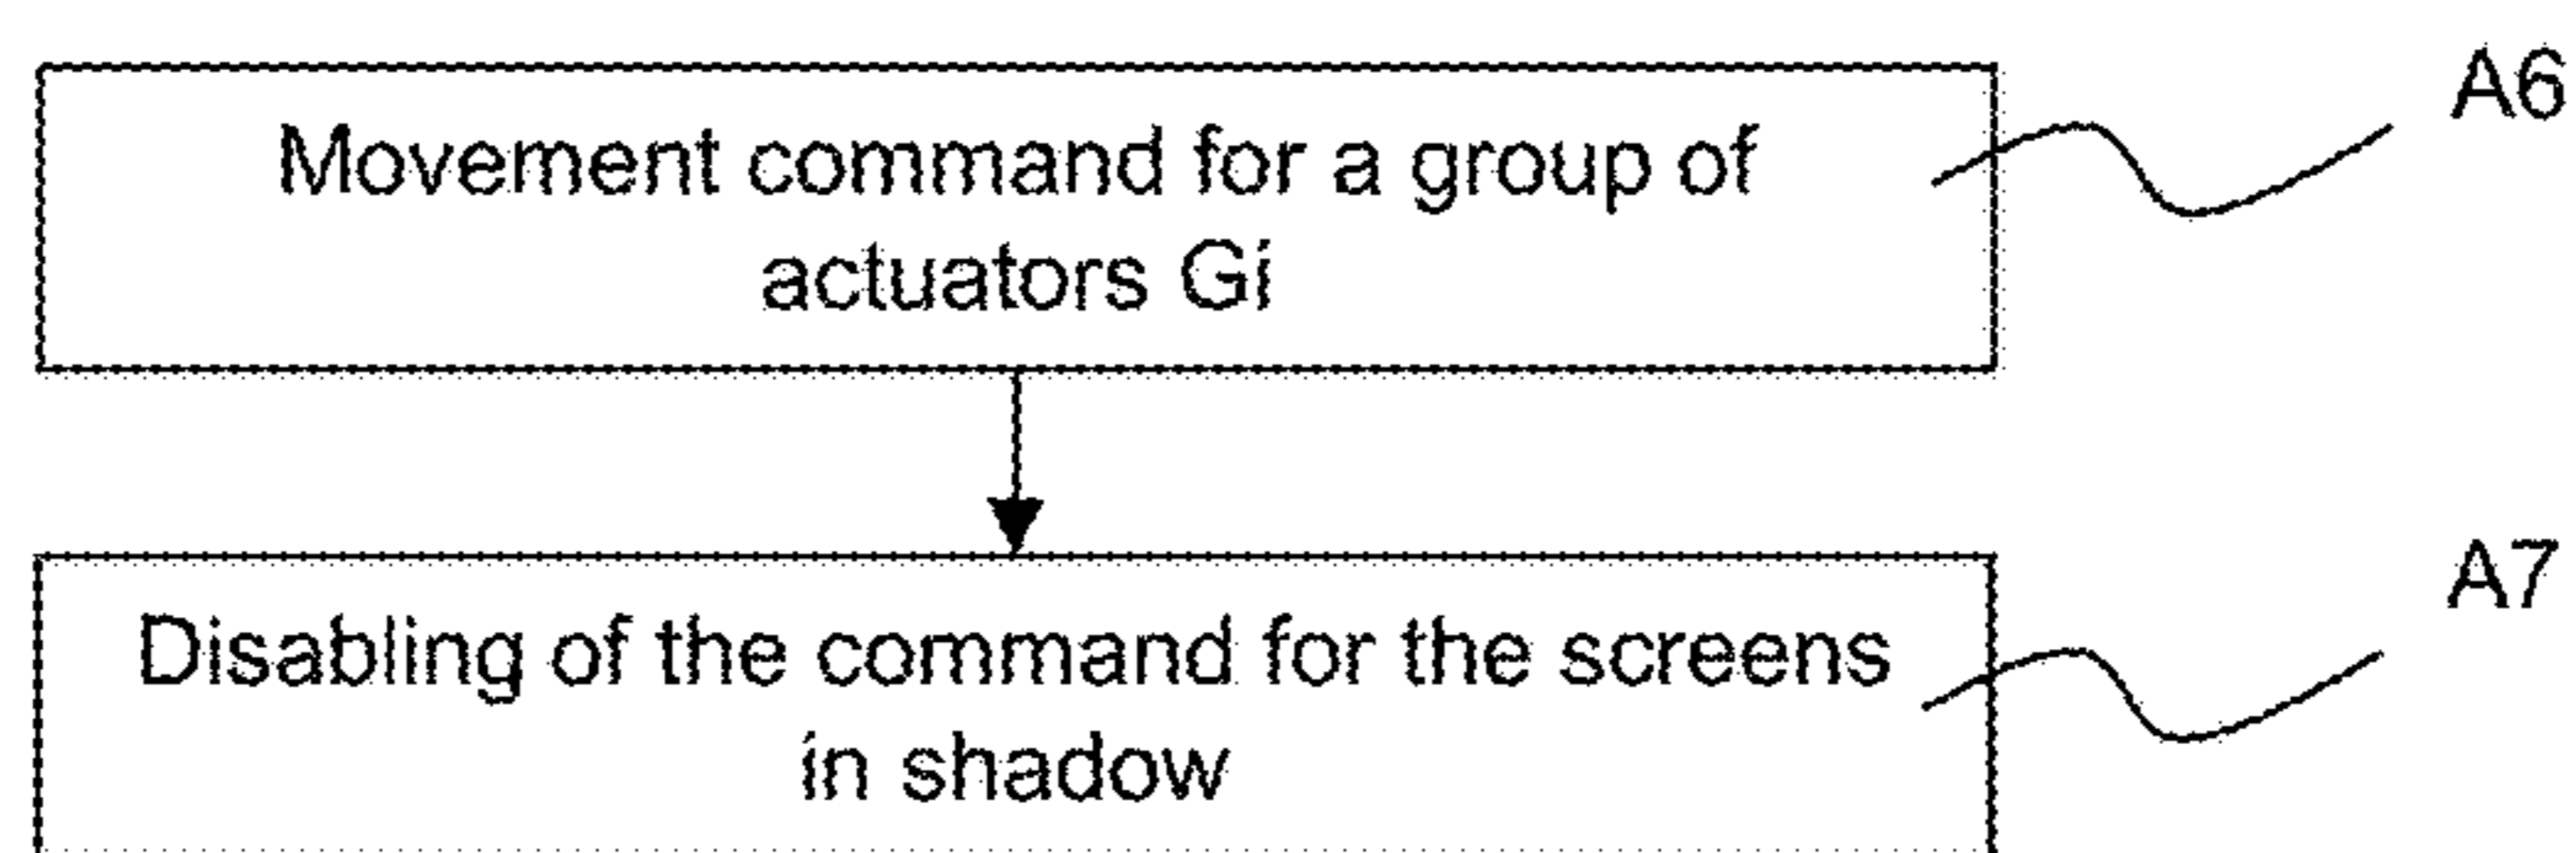 A6
Movement command for a group of
actuators Gi
A7
Disabling of the command for the screens
in shadow